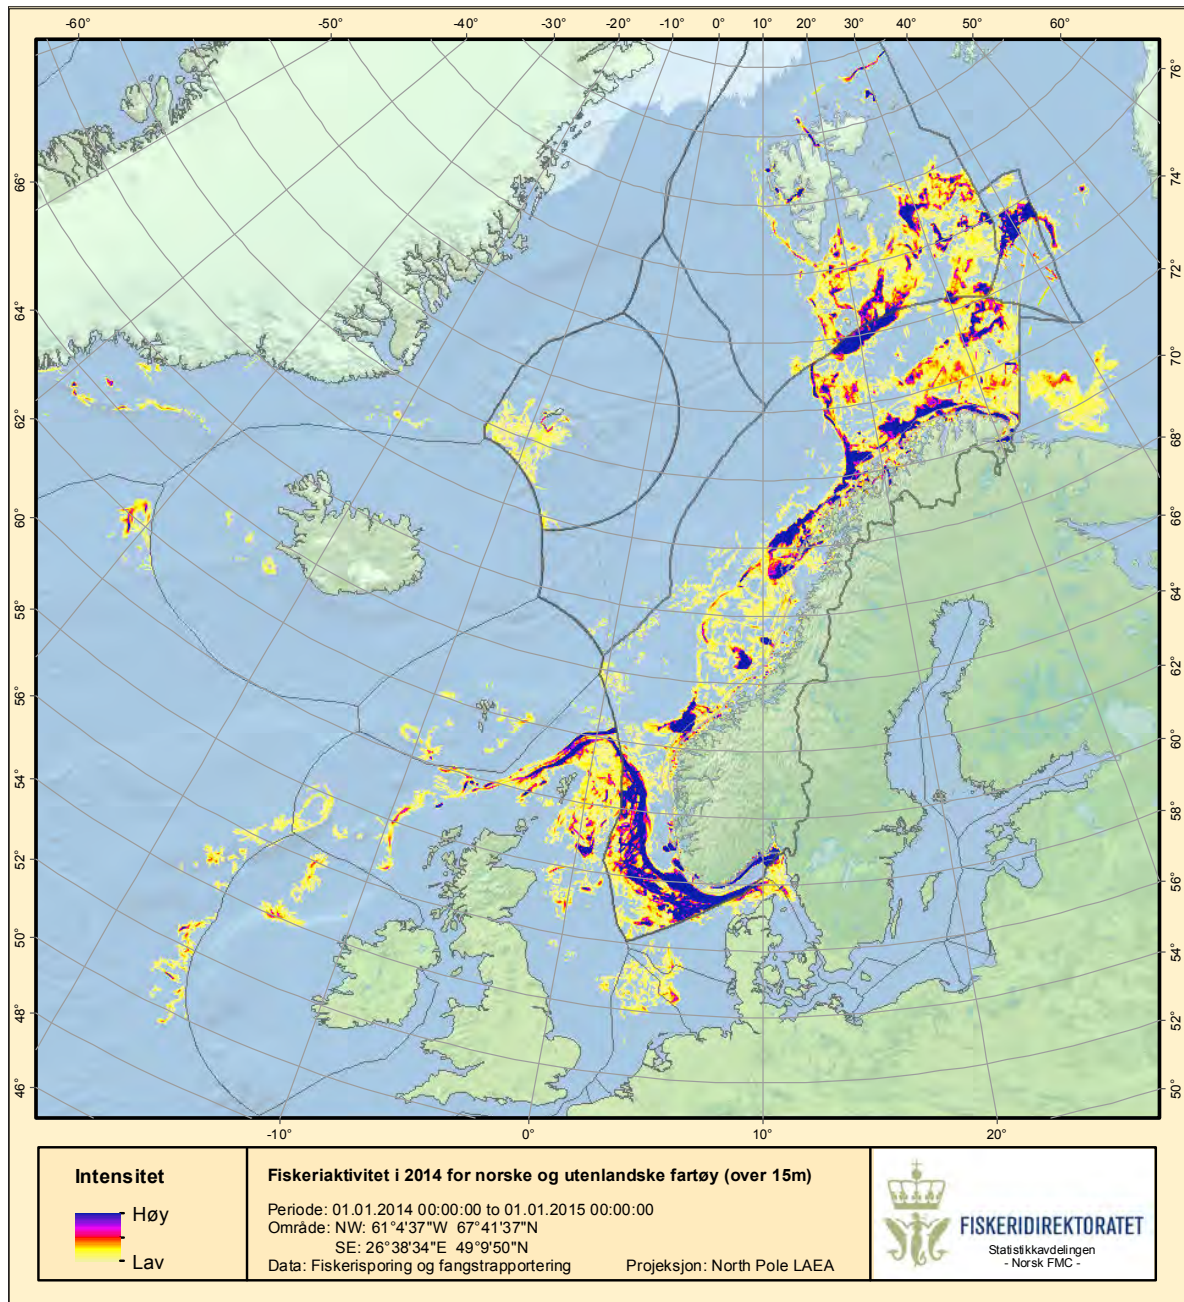 -60° -50° -40° -30° -20° -10° 0° 10° 20° 30° 40° 50° 60°
76°
74°
72°
70°
68°
66°
64°
62°
60°
58°
56°
54°
52°
50°
66°
64°
62°
60°
58°
56°
54°
52°
50°
48°
46°
-10° 0° 10° 20°
Intensitet
Høy
Lav
Fiskeriaktivitet i 2014 for norske og utenlandske fartøy (over 15m)
Periode: 01.01.2014 00:00:00 to 01.01.2015 00:00:00
Område: NW: 61°4'37"W 67°41'37"N
SE: 26°38'34"E 49°9'50"N
Data: Fiskerisporing og fangstrapportering Projeksjon: North Pole LAEA
FISKERIDIREKTORATET
Statistikkavdelingen
- Norsk FMC -